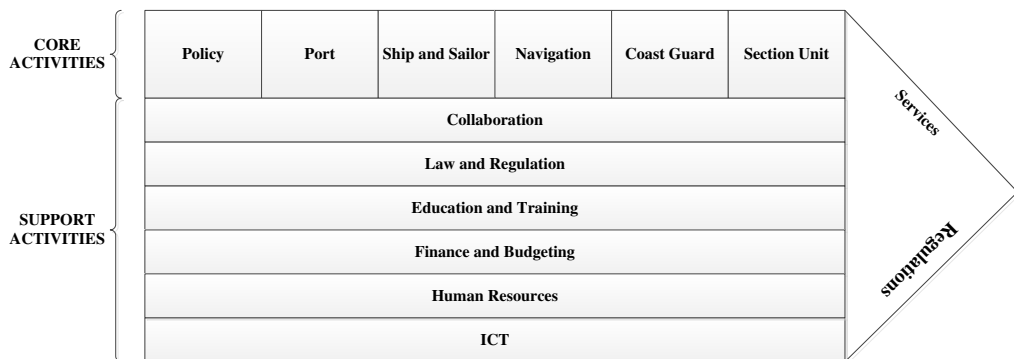 CORE
ACTIVITIES
Policy
Port
Ship and Sailor
Navigation
Coast Guard
Section Unit
Services
Collaboration
Law and Regulation
Education and Training
SUPPORT
ACTIVITIES
Finance and Budgeting
Human Resources
ICT
Regulations